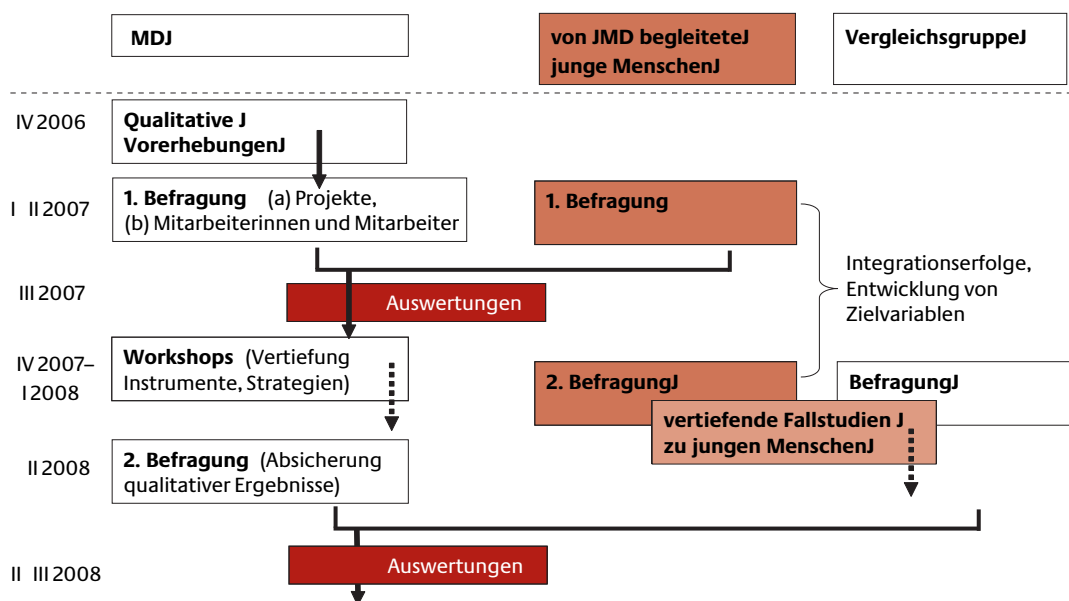 MDJ
von JMD begleiteJ
junge MenschenJ
VergleichsgruppeJ
IV 2006
Qualitative J
VorerhebungenJ
I II 2007
1. Befragung (a) Projekte,
(b) Mitarbeiterinnen und Mitarbeiter
1. Befragung
Integrationserfolge,
Entwicklung von
Zielvariablen
III 2007
Auswertungen
IV 2007–
I 2008
Workshops (Vertiefung
Instrumente, Strategien)
2. BefragungJ
BefragungJ
vertiefende Fallstudien J
zu jungen MenschenJ
II 2008
2. Befragung (Absicherung
qualitativer Ergebnisse)
II III 2008
Auswertungen